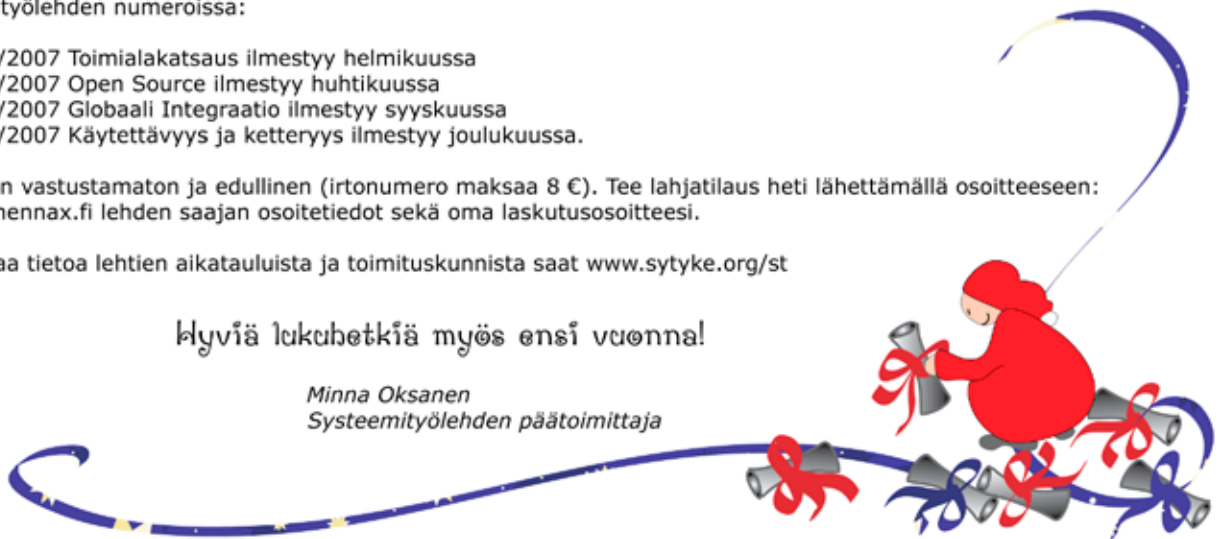 työlehden numeroissa:
/2007 Toimialakatsaus ilmestyy helmikuussa
/2007 Open Source ilmestyy huhtikuussa
/2007 Globaali Integraatio ilmestyy syyskuussa
/2007 Käytettävyys ja ketteryys ilmestyy joulukuussa.
n vastustamaton ja edullinen (irtonumero maksaa 8 €). Tee lahjatilaus heti lähettämällä osoitteeseen:
nennax.fi lehden saajan osoitetiedot sekä oma laskutusosoitteesi.
aa tietoa lehtien aikatauluista ja toimituskunnista saat www.sytyke.org/st
Hyviä lukuhetkiä myös ensi vuonna!
Minna Oksanen
Systeemityölehden päätoimittaja